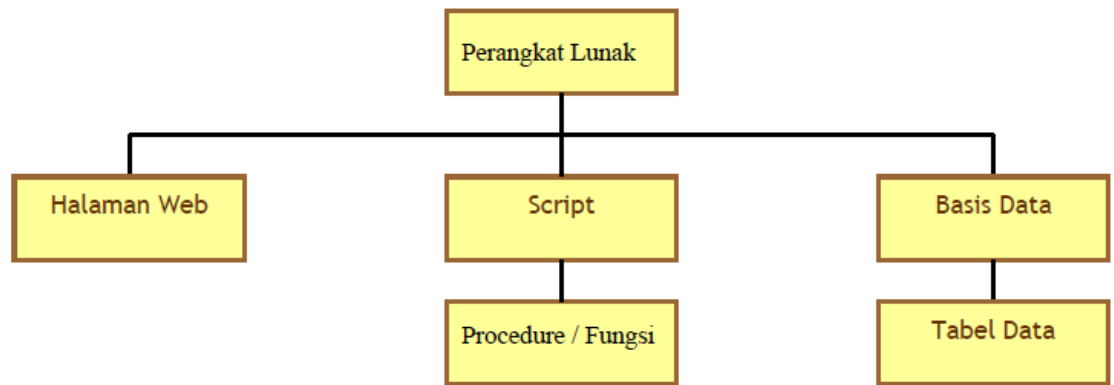 Perangkat Lunak
Halaman Web
Script
Basis Data
Procedure / Fungsi
Tabel Data